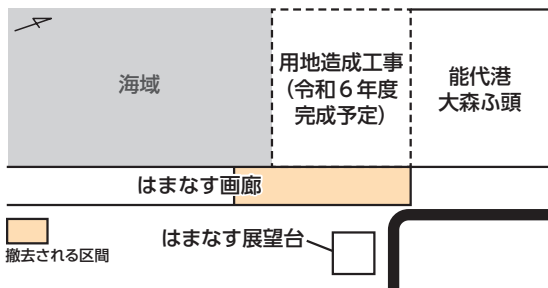 海域
用地造成工事
（令和６年度
完成予定）
能代港
大森ふ頭
はまなす画廊
撤去される区間
はまなす展望台